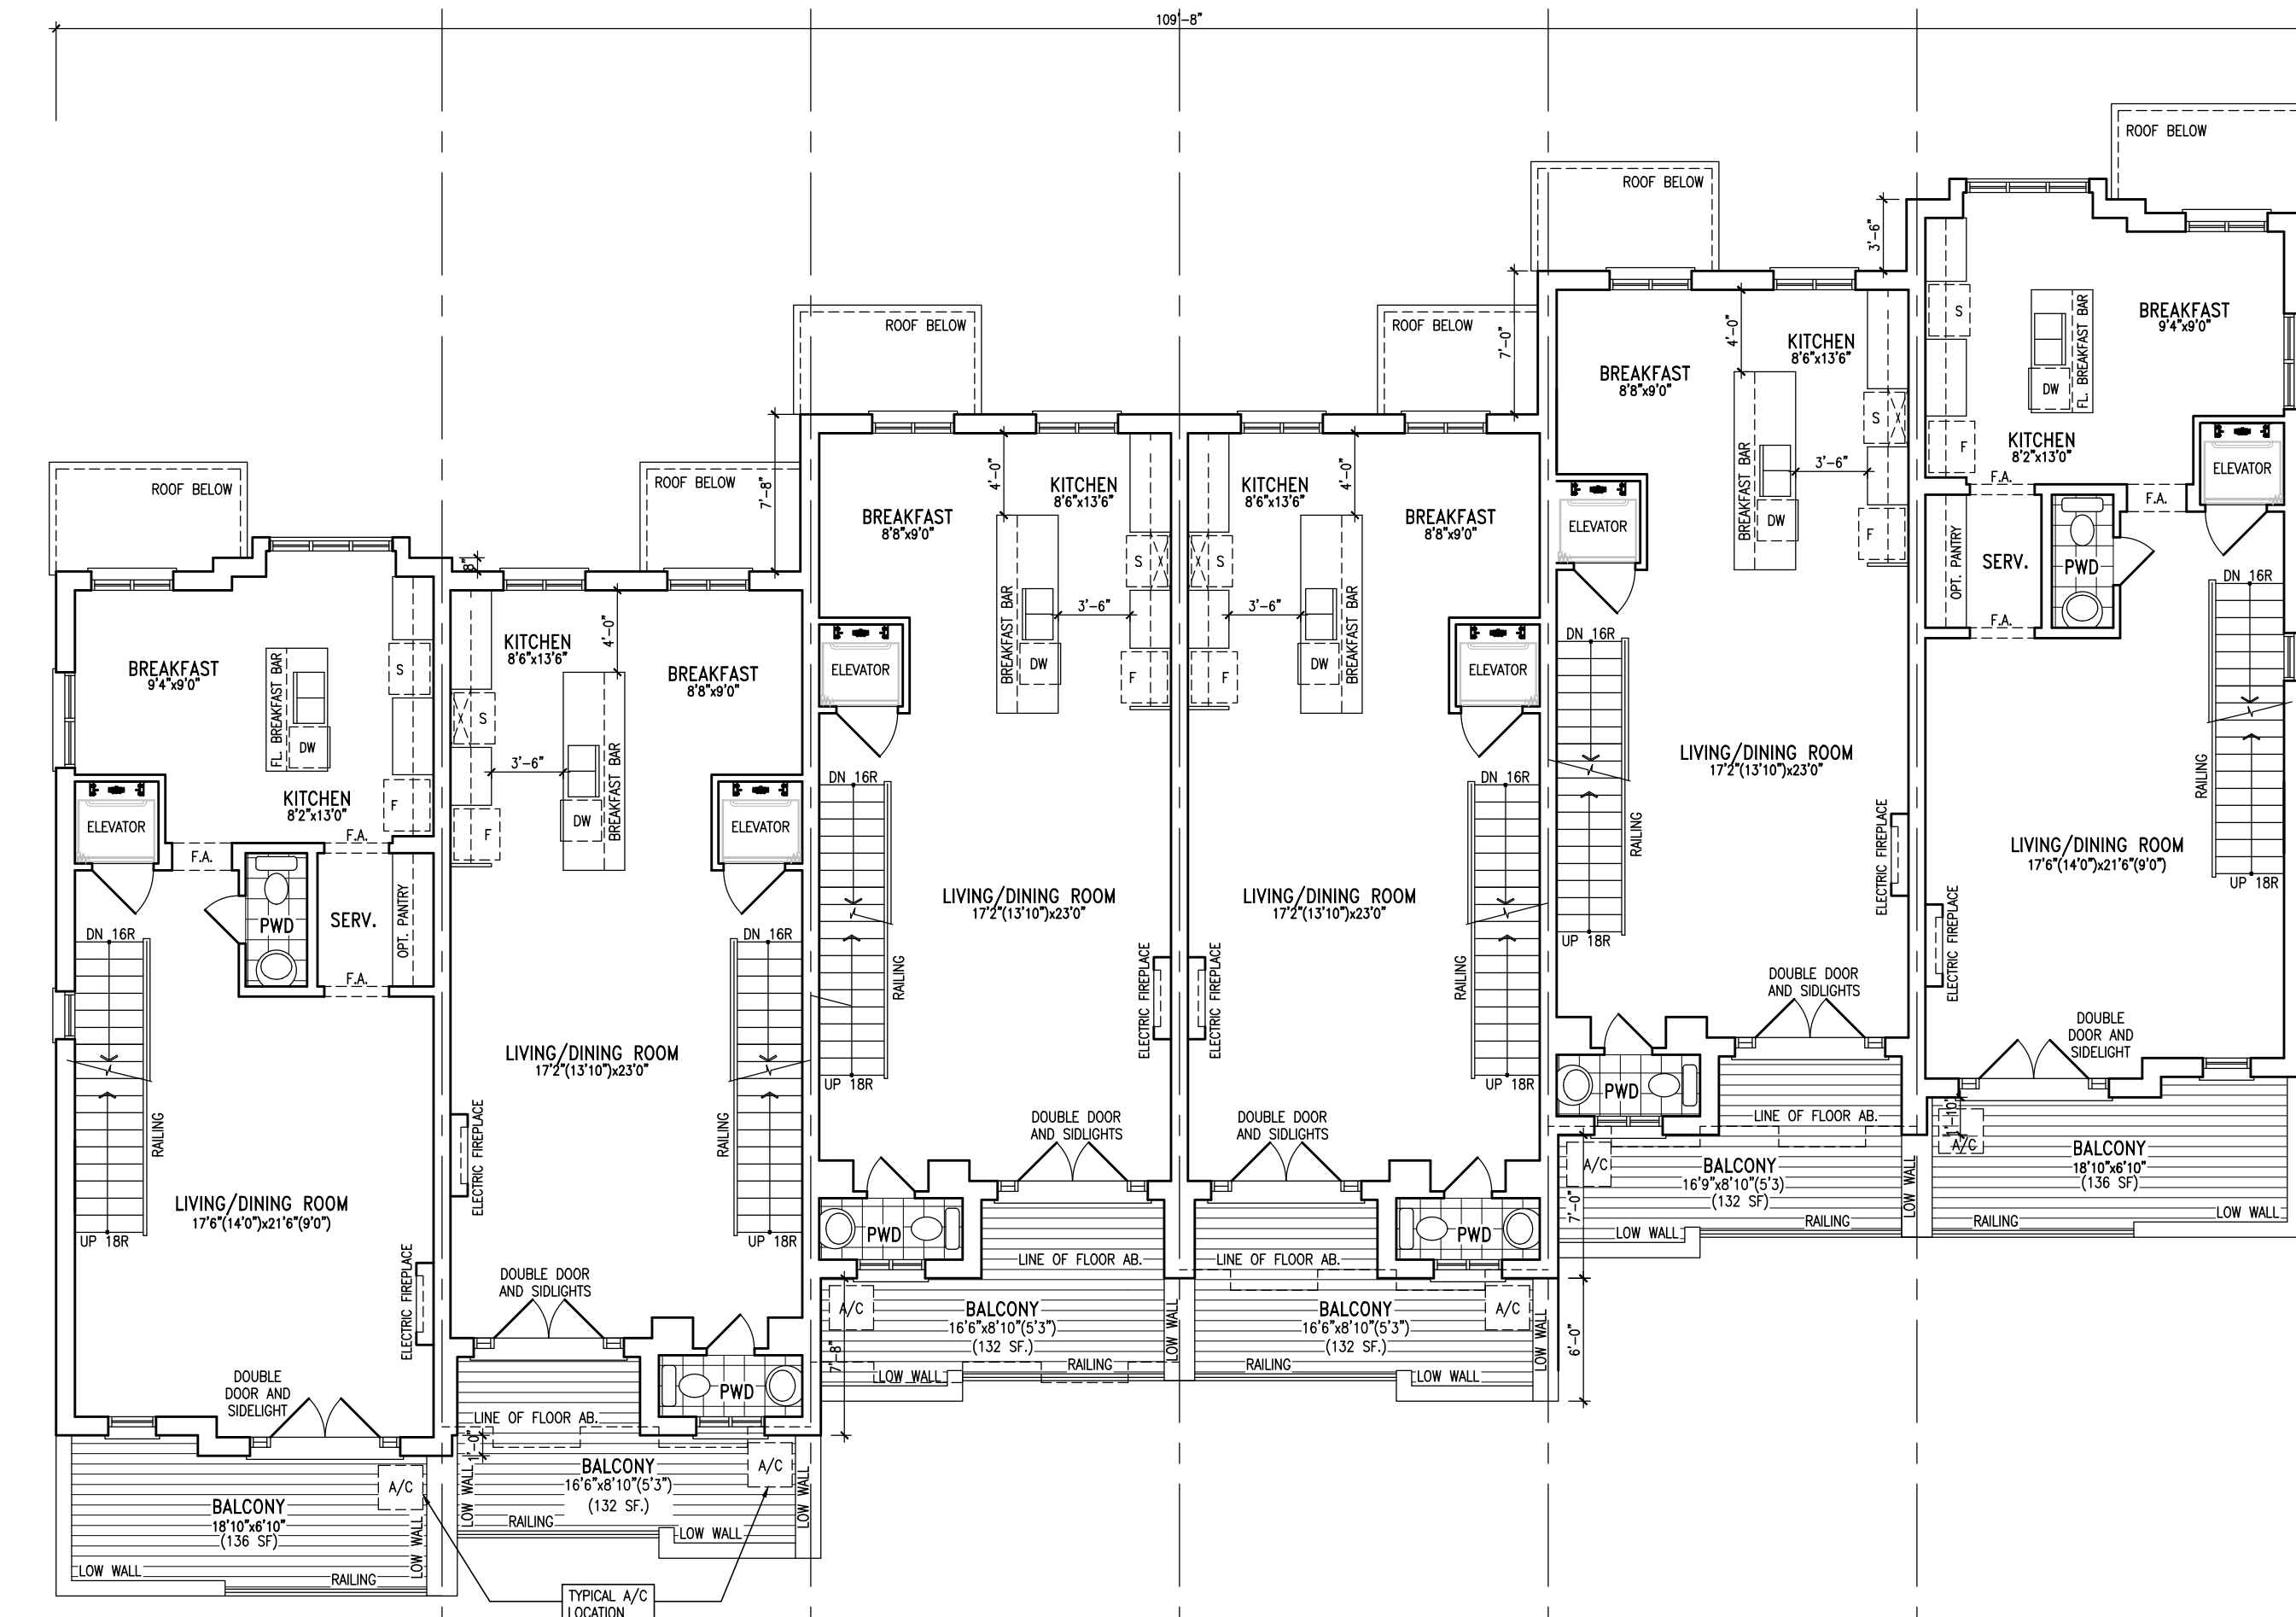 109'-8"
ROOF BELOW
BREAKFAST
9'4"x9'0"
FL. BREAKFAST BAR
DW
S
F
KITCHEN
8'2"x13'0"
F.A.
F.A.
F.A.
ELEVATOR
PWD
SERV.
OPT. PANTRY
DN 16R
RAILING
UP 18R
LIVING/DINING ROOM
17'6"(14'0")x21'6"(9'0")
ELECTRIC FIREPLACE
DOUBLE
DOOR AND
SIDELIGHT
A/C
BALCONY
18'10"x6'10"
(136 SF)
LOW WALL
LOW WALL
RAILING
8"
ROOF BELOW
7'-8"
KITCHEN
8'6"x13'6"
4'-0"
BREAKFAST
8'8"x9'0"
S
3'-6"
F
DW
BREAKFAST BAR
ELEVATOR
DN 16R
RAILING
UP 18R
LIVING/DINING ROOM
17'2"(13'10")x23'0"
ELECTRIC FIREPLACE
DOUBLE DOOR
AND SIDLIGHTS
PWD
LINE OF FLOOR AB.
1'-0"
LOW WALL
BALCONY
16'6"x8'10"(5'3")
(132 SF.)
A/C
RAILING
LOW WALL
LOW WALL
TYPICAL A/C
LOCATION
ROOF BELOW
BREAKFAST
8'8"x9'0"
4'-0"
KITCHEN
8'6"x13'6"
S
3'-6"
F
DW
BREAKFAST BAR
ELEVATOR
DN 16R
RAILING
UP 18R
LIVING/DINING ROOM
17'2"(13'10")x23'0"
ELECTRIC FIREPLACE
DOUBLE DOOR
AND SIDLIGHTS
PWD
LINE OF FLOOR AB.
7'-8"
A/C
BALCONY
16'6"x8'10"(5'3")
(132 SF.)
LOW WALL
RAILING
LOW WALL
ROOF BELOW
7'-0"
KITCHEN
8'6"x13'6"
4'-0"
BREAKFAST
8'8"x9'0"
S
3'-6"
F
DW
BREAKFAST BAR
ELEVATOR
DN 16R
RAILING
UP 18R
LIVING/DINING ROOM
17'2"(13'10")x23'0"
ELECTRIC FIREPLACE
DOUBLE DOOR
AND SIDLIGHTS
PWD
LINE OF FLOOR AB.
BALCONY
16'6"x8'10"(5'3")
(132 SF.)
A/C
RAILING
LOW WALL
LOW WALL
ROOF BELOW
3'-6"
4'-0"
KITCHEN
8'6"x13'6"
BREAKFAST
8'8"x9'0"
S
3'-6"
F
DW
BREAKFAST BAR
ELEVATOR
DN 16R
RAILING
UP 18R
LIVING/DINING ROOM
17'2"(13'10")x23'0"
ELECTRIC FIREPLACE
DOUBLE DOOR
AND SIDLIGHTS
PWD
LINE OF FLOOR AB.
7'-0"
6'-0"
A/C
BALCONY
16'9"x8'10"(5'3)
(132 SF)
LOW WALL
RAILING
LOW WALL
ROOF BELOW
BREAKFAST
9'4"x9'0"
S
F
DW
FL. BREAKFAST BAR
KITCHEN
8'2"x13'0"
F.A.
F.A.
F.A.
ELEVATOR
OPT. PANTRY
SERV.
PWD
DN 16R
RAILING
UP 18R
LIVING/DINING ROOM
17'6"(14'0")x21'6"(9'0")
ELECTRIC FIREPLACE
DOUBLE
DOOR AND
SIDELIGHT
1'-10"
A/C
BALCONY
18'10"x6'10"
(136 SF)
RAILING
LOW WALL